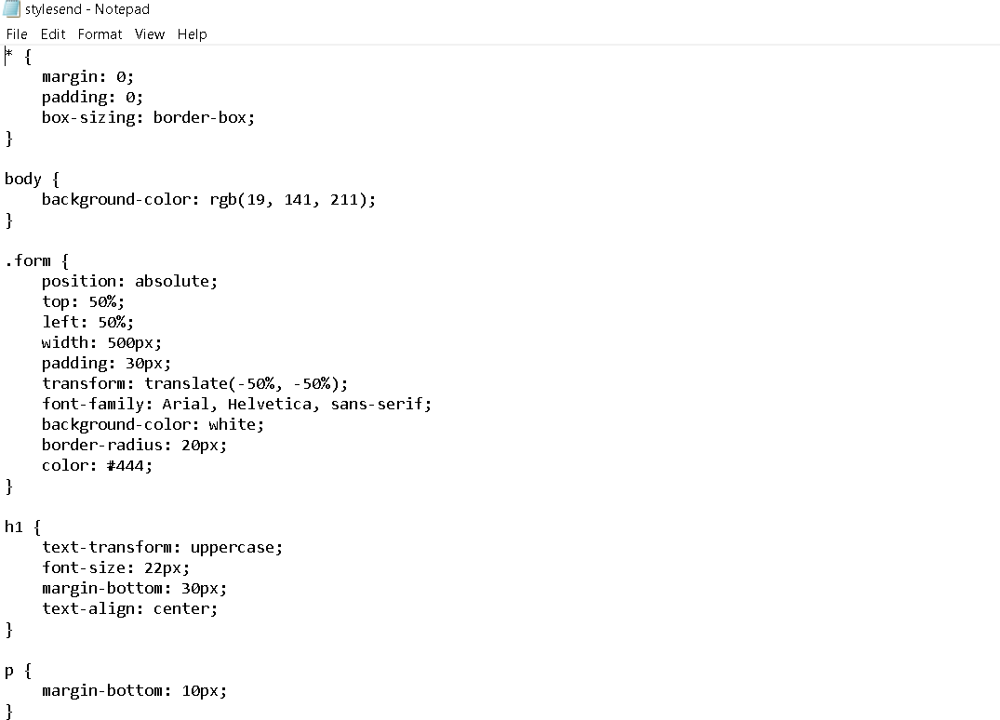 stylesend - Notepad
File Edit Format View Help
* {
    margin: 0;
    padding: 0;
    box-sizing: border-box;
}

body {
    background-color: rgb(19, 141, 211);
}

.form {
    position: absolute;
    top: 50%;
    left: 50%;
    width: 500px;
    padding: 30px;
    transform: translate(-50%, -50%);
    font-family: Arial, Helvetica, sans-serif;
    background-color: white;
    border-radius: 20px;
    color: #444;
}

h1 {
    text-transform: uppercase;
    font-size: 22px;
    margin-bottom: 30px;
    text-align: center;
}

p {
    margin-bottom: 10px;
}